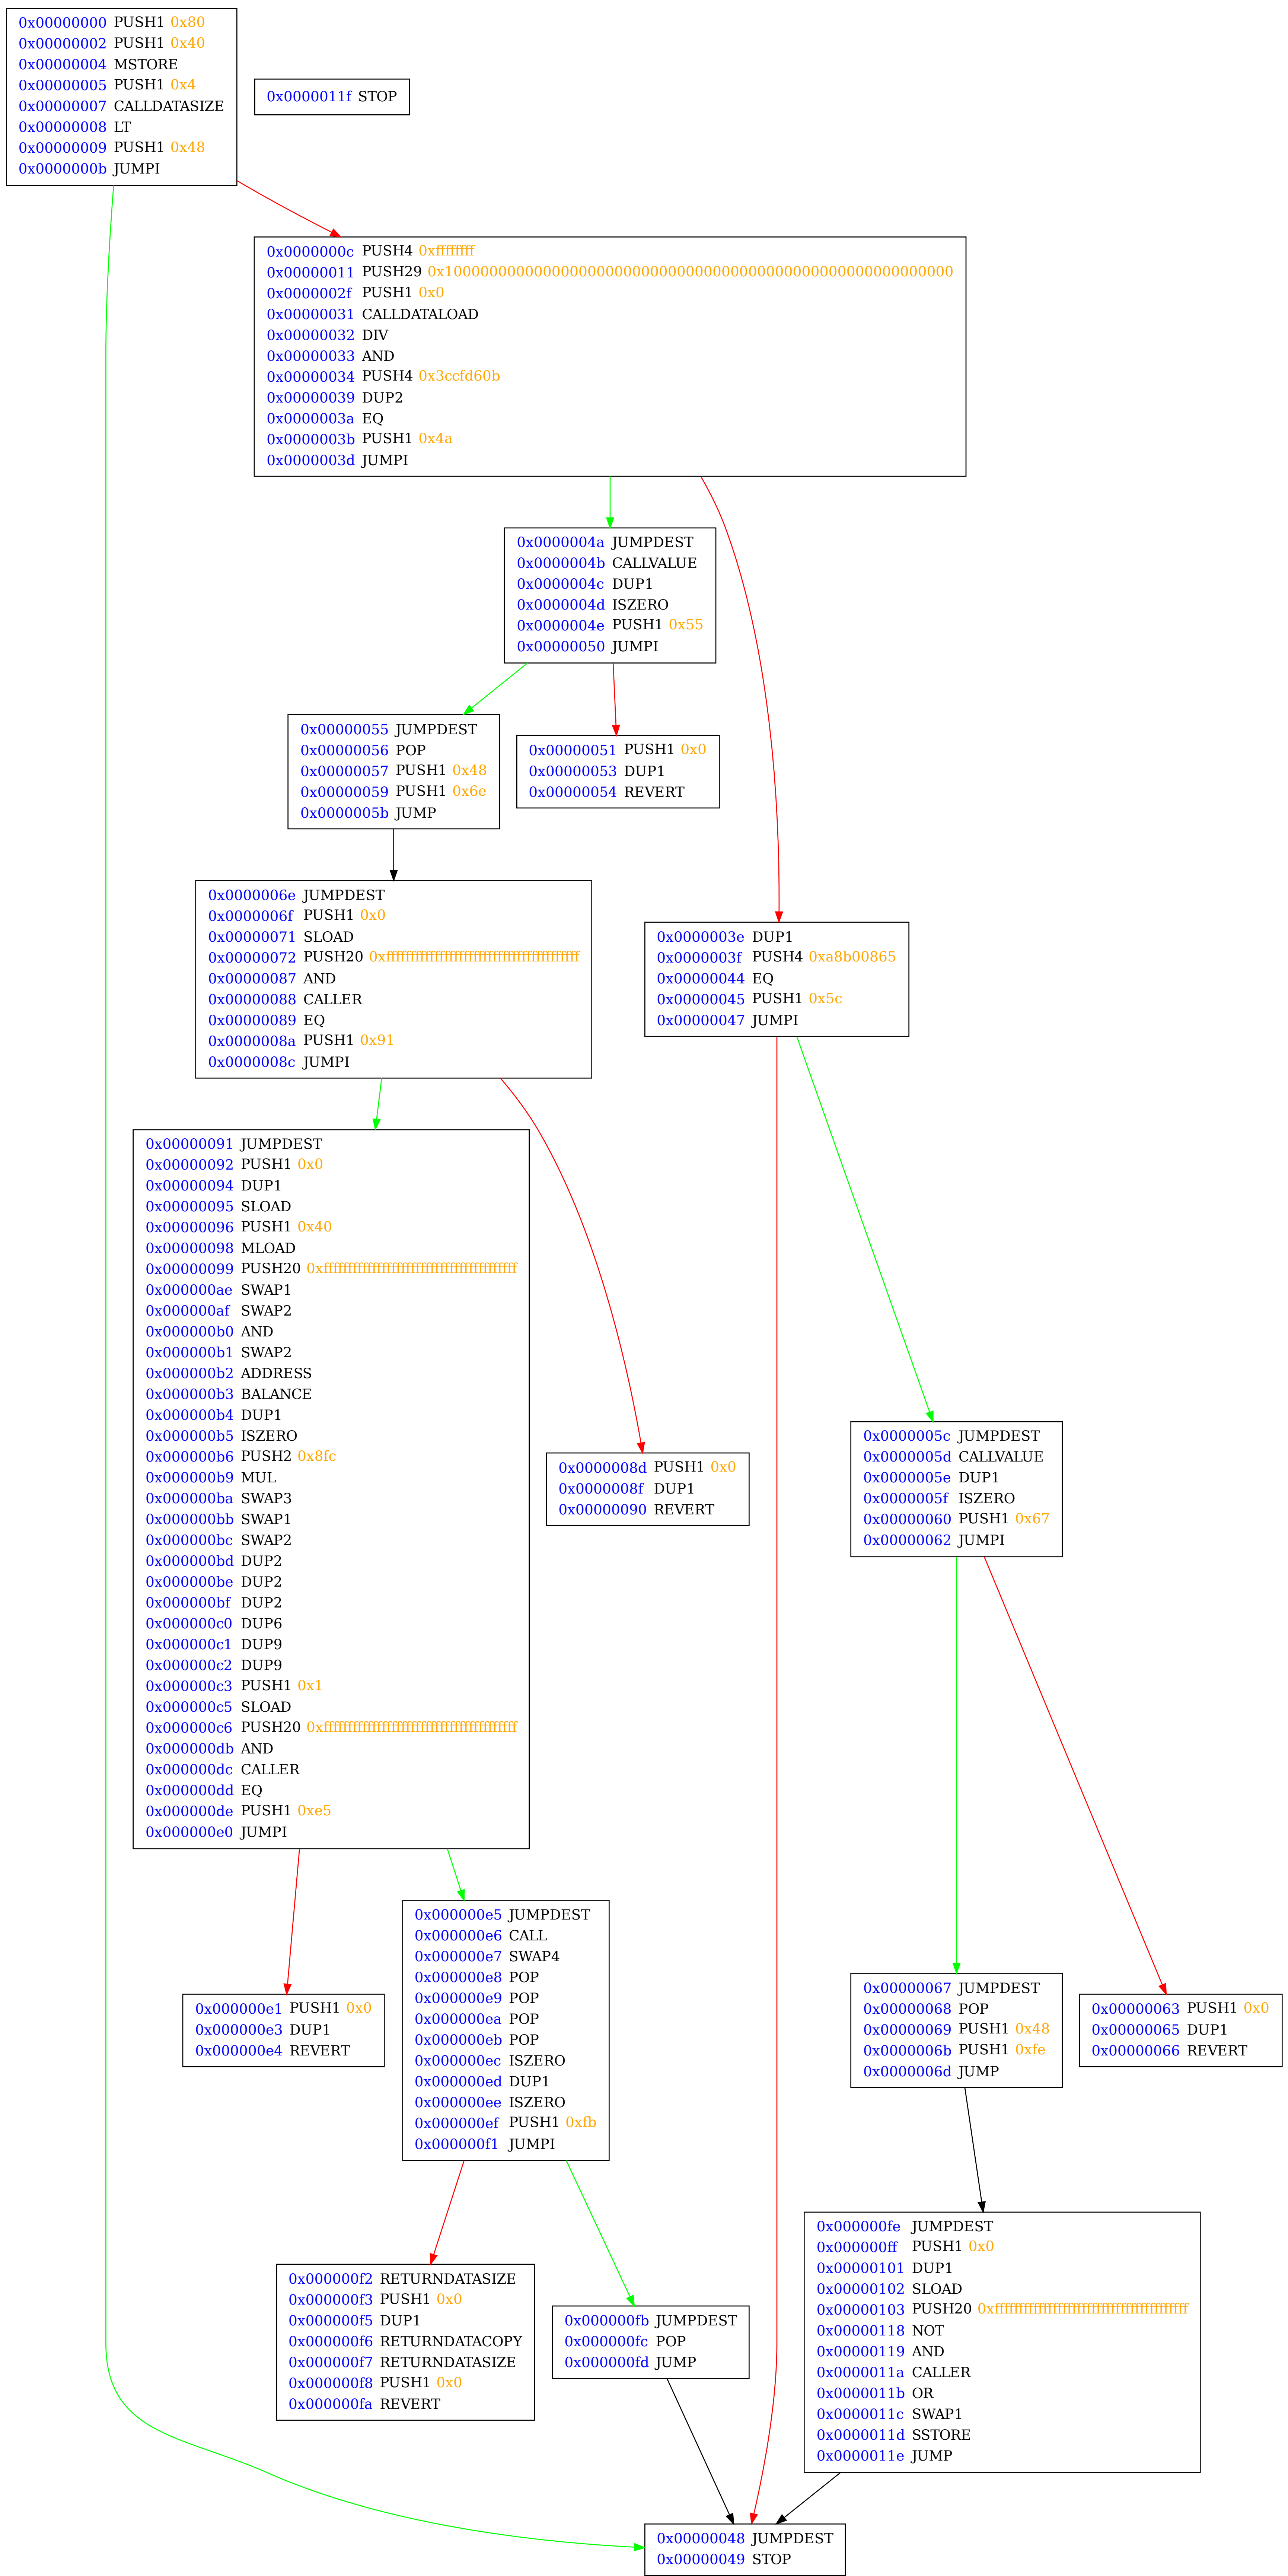 0x00000000 PUSH1 0x80
0x00000002 PUSH1 0x40
0x00000004 MSTORE
0x00000005 PUSH1 0x4
0x00000007 CALLDATASIZE
0x00000008 LT
0x00000009 PUSH1 0x48
0x0000000b JUMPI
0x0000011f STOP
0x0000000c PUSH4 0xffffffff
0x00000011 PUSH29 0x100000000000000000000000000000000000000000000000000000000
0x0000002f PUSH1 0x0
0x00000031 CALLDATALOAD
0x00000032 DIV
0x00000033 AND
0x00000034 PUSH4 0x3ccfd60b
0x00000039 DUP2
0x0000003a EQ
0x0000003b PUSH1 0x4a
0x0000003d JUMPI
0x0000004a JUMPDEST
0x0000004b CALLVALUE
0x0000004c DUP1
0x0000004d ISZERO
0x0000004e PUSH1 0x55
0x00000050 JUMPI
0x00000055 JUMPDEST
0x00000056 POP
0x00000057 PUSH1 0x48
0x00000059 PUSH1 0x6e
0x0000005b JUMP
0x00000051 PUSH1 0x0
0x00000053 DUP1
0x00000054 REVERT
0x0000006e JUMPDEST
0x0000006f PUSH1 0x0
0x00000071 SLOAD
0x00000072 PUSH20 0xffffffffffffffffffffffffffffffffffffffff
0x00000087 AND
0x00000088 CALLER
0x00000089 EQ
0x0000008a PUSH1 0x91
0x0000008c JUMPI
0x0000003e DUP1
0x0000003f PUSH4 0xa8b00865
0x00000044 EQ
0x00000045 PUSH1 0x5c
0x00000047 JUMPI
0x00000091 JUMPDEST
0x00000092 PUSH1 0x0
0x00000094 DUP1
0x00000095 SLOAD
0x00000096 PUSH1 0x40
0x00000098 MLOAD
0x00000099 PUSH20 0xffffffffffffffffffffffffffffffffffffffff
0x000000ae SWAP1
0x000000af SWAP2
0x000000b0 AND
0x000000b1 SWAP2
0x000000b2 ADDRESS
0x000000b3 BALANCE
0x000000b4 DUP1
0x000000b5 ISZERO
0x000000b6 PUSH2 0x8fc
0x000000b9 MUL
0x000000ba SWAP3
0x000000bb SWAP1
0x000000bc SWAP2
0x000000bd DUP2
0x000000be DUP2
0x000000bf DUP2
0x000000c0 DUP6
0x000000c1 DUP9
0x000000c2 DUP9
0x000000c3 PUSH1 0x1
0x000000c5 SLOAD
0x000000c6 PUSH20 0xffffffffffffffffffffffffffffffffffffffff
0x000000db AND
0x000000dc CALLER
0x000000dd EQ
0x000000de PUSH1 0xe5
0x000000e0 JUMPI
0x0000008d PUSH1 0x0
0x0000008f DUP1
0x00000090 REVERT
0x0000005c JUMPDEST
0x0000005d CALLVALUE
0x0000005e DUP1
0x0000005f ISZERO
0x00000060 PUSH1 0x67
0x00000062 JUMPI
0x000000e1 PUSH1 0x0
0x000000e3 DUP1
0x000000e4 REVERT
0x000000e5 JUMPDEST
0x000000e6 CALL
0x000000e7 SWAP4
0x000000e8 POP
0x000000e9 POP
0x000000ea POP
0x000000eb POP
0x000000ec ISZERO
0x000000ed DUP1
0x000000ee ISZERO
0x000000ef PUSH1 0xfb
0x000000f1 JUMPI
0x00000067 JUMPDEST
0x00000068 POP
0x00000069 PUSH1 0x48
0x0000006b PUSH1 0xfe
0x0000006d JUMP
0x00000063 PUSH1 0x0
0x00000065 DUP1
0x00000066 REVERT
0x000000f2 RETURNDATASIZE
0x000000f3 PUSH1 0x0
0x000000f5 DUP1
0x000000f6 RETURNDATACOPY
0x000000f7 RETURNDATASIZE
0x000000f8 PUSH1 0x0
0x000000fa REVERT
0x000000fb JUMPDEST
0x000000fc POP
0x000000fd JUMP
0x000000fe JUMPDEST
0x000000ff PUSH1 0x0
0x00000101 DUP1
0x00000102 SLOAD
0x00000103 PUSH20 0xffffffffffffffffffffffffffffffffffffffff
0x00000118 NOT
0x00000119 AND
0x0000011a CALLER
0x0000011b OR
0x0000011c SWAP1
0x0000011d SSTORE
0x0000011e JUMP
0x00000048 JUMPDEST
0x00000049 STOP